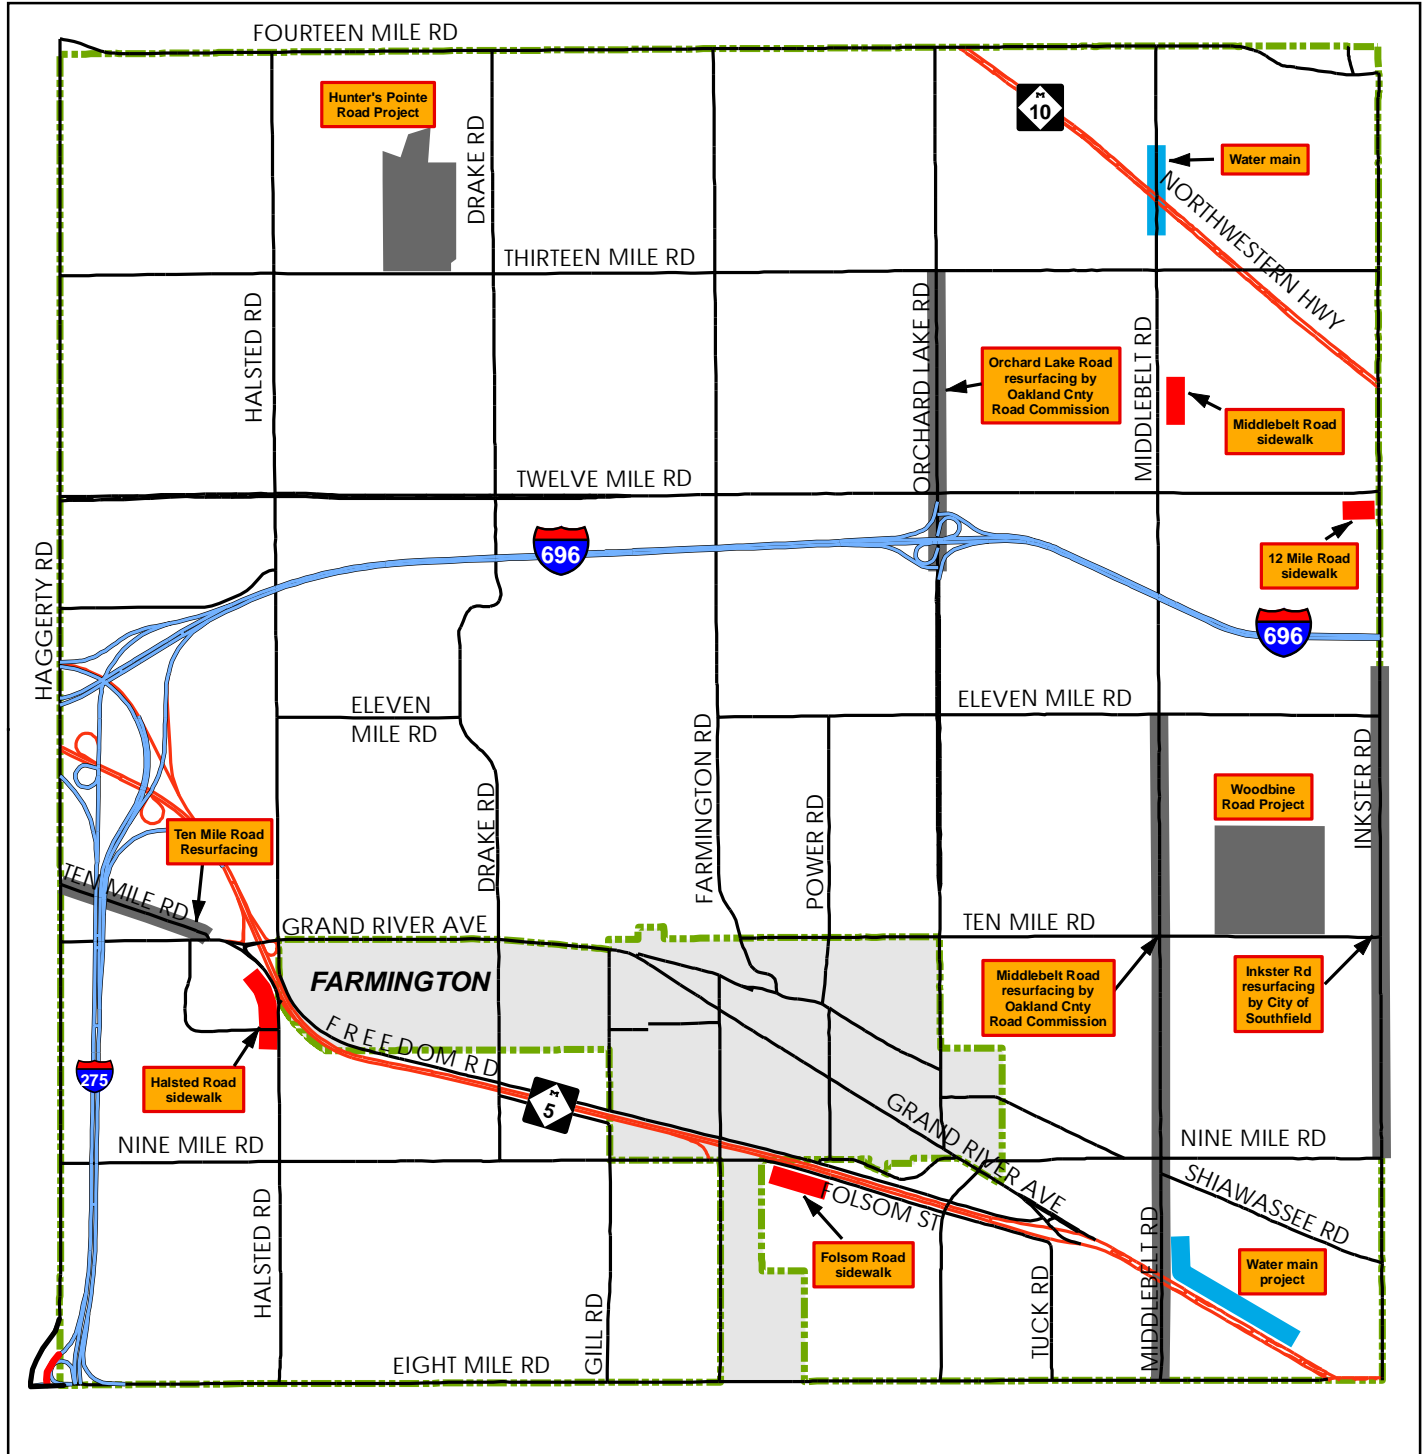 FOURTEEN MILE RD
Hunter's Pointe
Road Project
DRAKE RD
M
10
Water main
NORTHWESTERN HWY
THIRTEEN MILE RD
HALSTED RD
ORCHARD LAKE RD
Orchard Lake Road
resurfacing by
Oakland Cnty
Road Commission
MIDDLEBELT RD
Middlebelt Road
sidewalk
TWELVE MILE RD
696
12 Mile Road
sidewalk
HAGGERTY RD
696
ELEVEN
MILE RD
ELEVEN MILE RD
FARMINGTON RD
INKSTER RD
Woodbine
Road Project
DRAKE RD
POWER RD
Ten Mile Road
Resurfacing
TEN MILE RD
GRAND RIVER AVE
TEN MILE RD
FARMINGTON
Middlebelt Road
resurfacing by
Oakland Cnty
Road Commission
Inkster Rd
resurfacing
by City of
Southfield
FREEDOM RD
275
Halsted Road
sidewalk
M
5
GRAND RIVER AVE
NINE MILE RD
NINE MILE RD
SHIAWASSEE RD
HALSTED RD
FOLSOM ST
Folsom Road
sidewalk
MIDDLEBELT RD
Water main
project
GILL RD
TUCK RD
EIGHT MILE RD